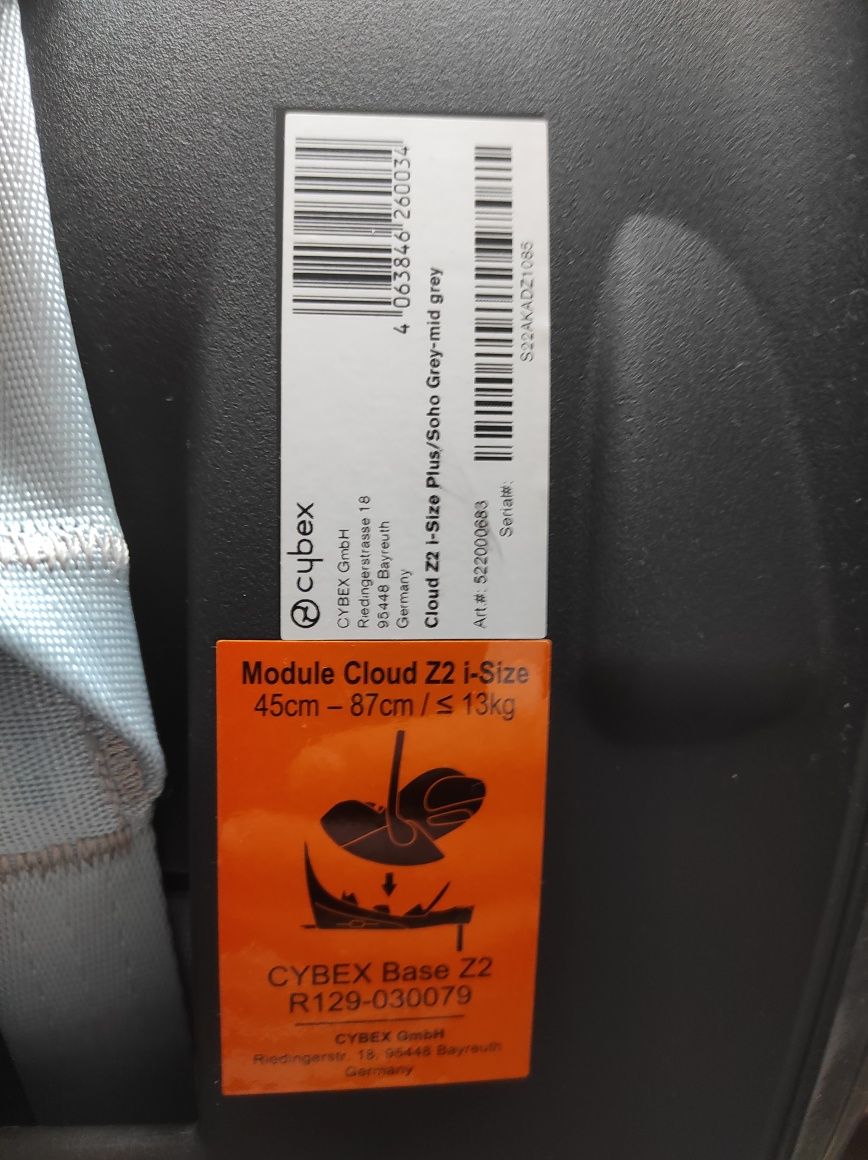 cybex
CYBEX GmbH
Riedingerstrasse 18
95448 Bayreuth
Germany
4 063846 260034
Cloud Z2 i-Size Plus/Soho Grey-mid grey
Art.#: 522000683
Serial#:
S22AKADZ1085
Module Cloud Z2 i-Size
45cm – 87cm / ≤ 13kg
CYBEX Base Z2
R129-030079
CYBEX GmbH
Riedingerstr. 18, 95448 Bayreuth
Germany